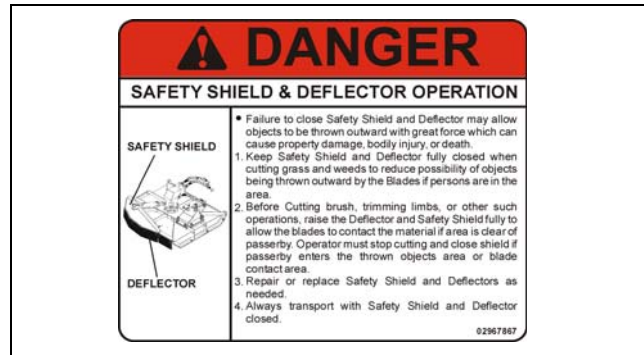 DANGER
SAFETY SHIELD & DEFLECTOR OPERATION
SAFETY SHIELD
DEFLECTOR
• Failure to close Safety Shield and Deflector may allow
objects to be thrown outward with great force which can
cause property damage, bodily injury, or death.
1. Keep Safety Shield and Deflector fully closed when
cutting grass and weeds to reduce possibility of objects
being thrown outward by the Blades if persons are in the
area.
2. Before Cutting brush, trimming limbs, or other such
operations, raise the Deflector and Safety Shield fully to
allow the blades to contact the material if area is clear of
passerby. Operator must stop cutting and close shield if
passerby enters the thrown objects area or blade
contact area.
3. Repair or replace Safety Shield and Deflectors as
needed.
4. Always transport with Safety Shield and Deflector
closed.
02967867